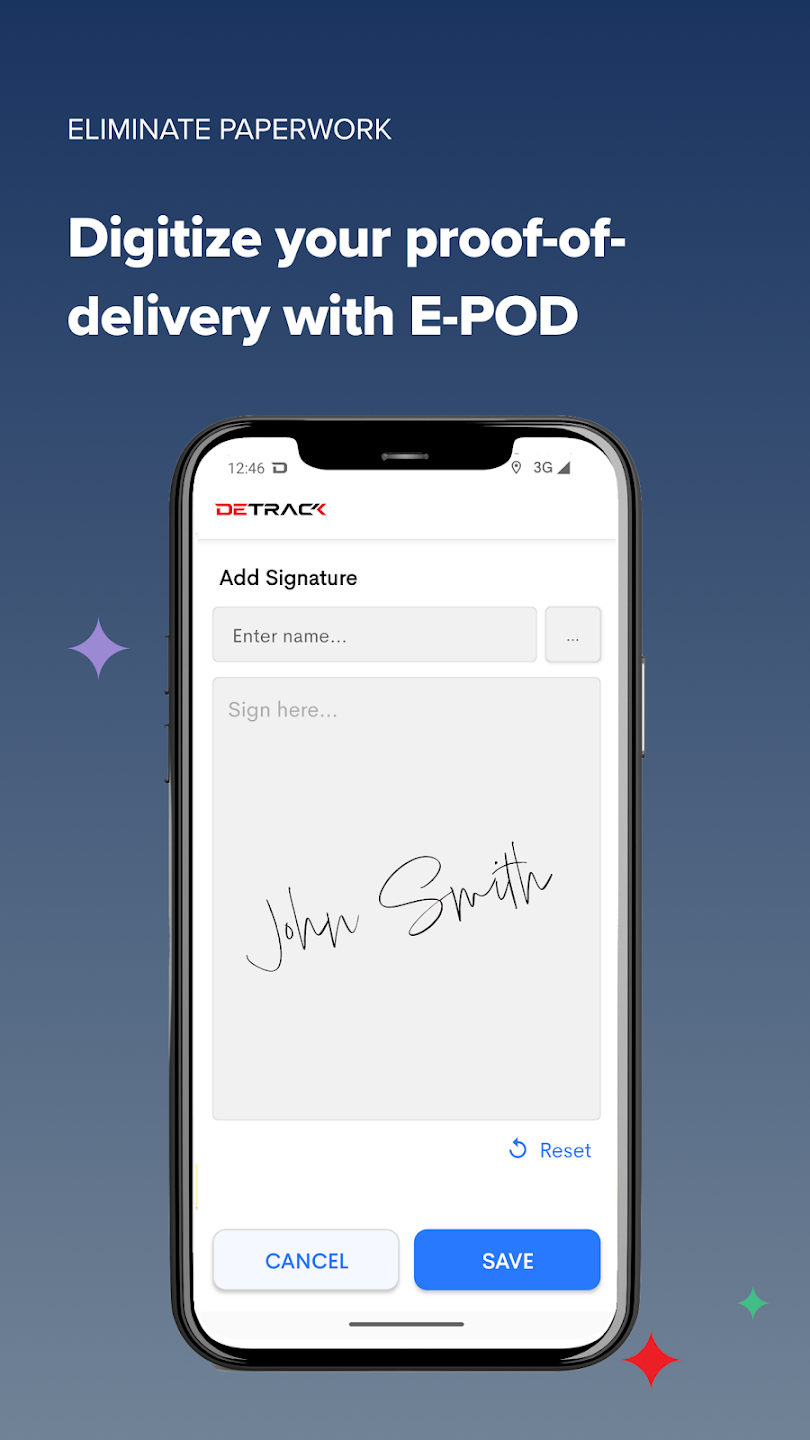 ELIMINATE PAPERWORK
Digitize your proof-of-
delivery with E-POD
12:46 D 3G
DETRACK
Add Signature
Enter name...
...
Sign here...
John Smith
Reset
CANCEL
SAVE